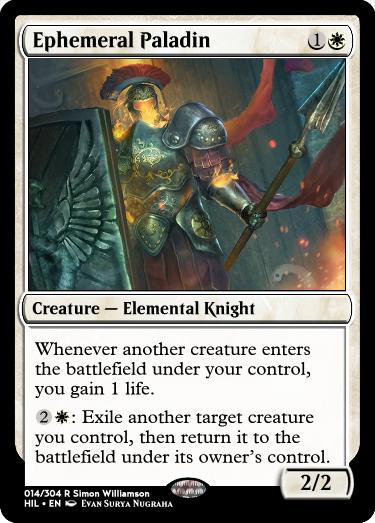 Ephemeral Paladin 1
Creature — Elemental Knight
Whenever another creature enters
the battlefield under your control,
you gain 1 life.
2 : Exile another target creature
you control, then return it to the
battlefield under its owner's control.
2/2
014/304 R Simon Williamson
HIL • EN Evan Surya Nugraha